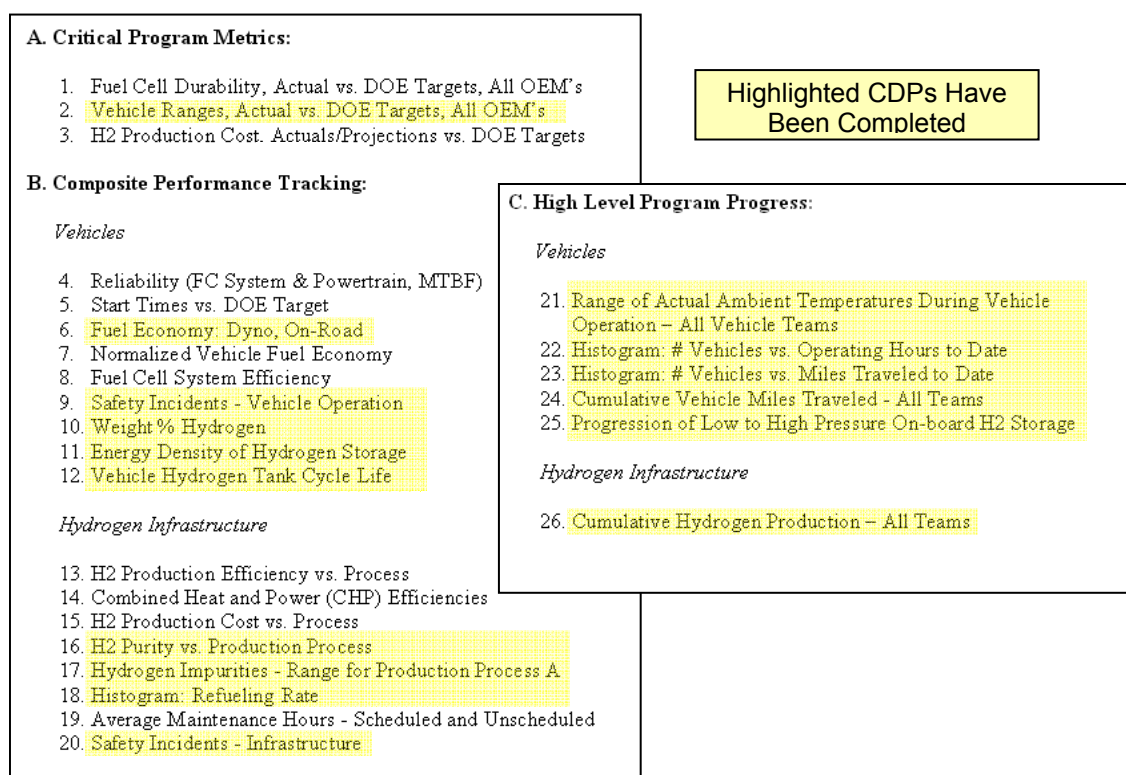 A. Critical Program Metrics:
1. Fuel Cell Durability, Actual vs. DOE Targets, All OEM's
2. Vehicle Ranges, Actual vs. DOE Targets, All OEM's
3. H2 Production Cost. Actuals/Projections vs. DOE Targets
Highlighted CDPs Have
Been Completed
B. Composite Performance Tracking:
Vehicles
4. Reliability (FC System & Powertrain, MTBF)
5. Start Times vs. DOE Target
6. Fuel Economy: Dyno, On-Road
7. Normalized Vehicle Fuel Economy
8. Fuel Cell System Efficiency
9. Safety Incidents - Vehicle Operation
10. Weight % Hydrogen
11. Energy Density of Hydrogen Storage
12. Vehicle Hydrogen Tank Cycle Life
Hydrogen Infrastructure
13. H2 Production Efficiency vs. Process
14. Combined Heat and Power (CHP) Efficiencies
15. H2 Production Cost vs. Process
16. H2 Purity vs. Production Process
17. Hydrogen Impurities - Range for Production Process A
18. Histogram: Refueling Rate
19. Average Maintenance Hours - Scheduled and Unscheduled
20. Safety Incidents - Infrastructure
C. High Level Program Progress:
Vehicles
21. Range of Actual Ambient Temperatures During Vehicle
Operation – All Vehicle Teams
22. Histogram: # Vehicles vs. Operating Hours to Date
23. Histogram: # Vehicles vs. Miles Traveled to Date
24. Cumulative Vehicle Miles Traveled - All Teams
25. Progression of Low to High Pressure On-board H2 Storage
Hydrogen Infrastructure
26. Cumulative Hydrogen Production – All Teams